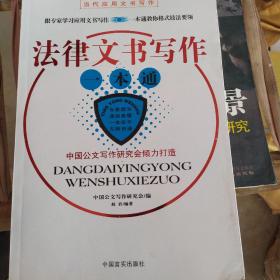 当代应用文书写作
跟专家学习应用文书写作 一本通教你格式技法要领
法律文书写作
一本通
中国公文写作研究会倾力打造
DANGDAIYINGYONG
WENSHUXIEZUO
中国公文写作研究会/编
中国言实出版社
景
研究